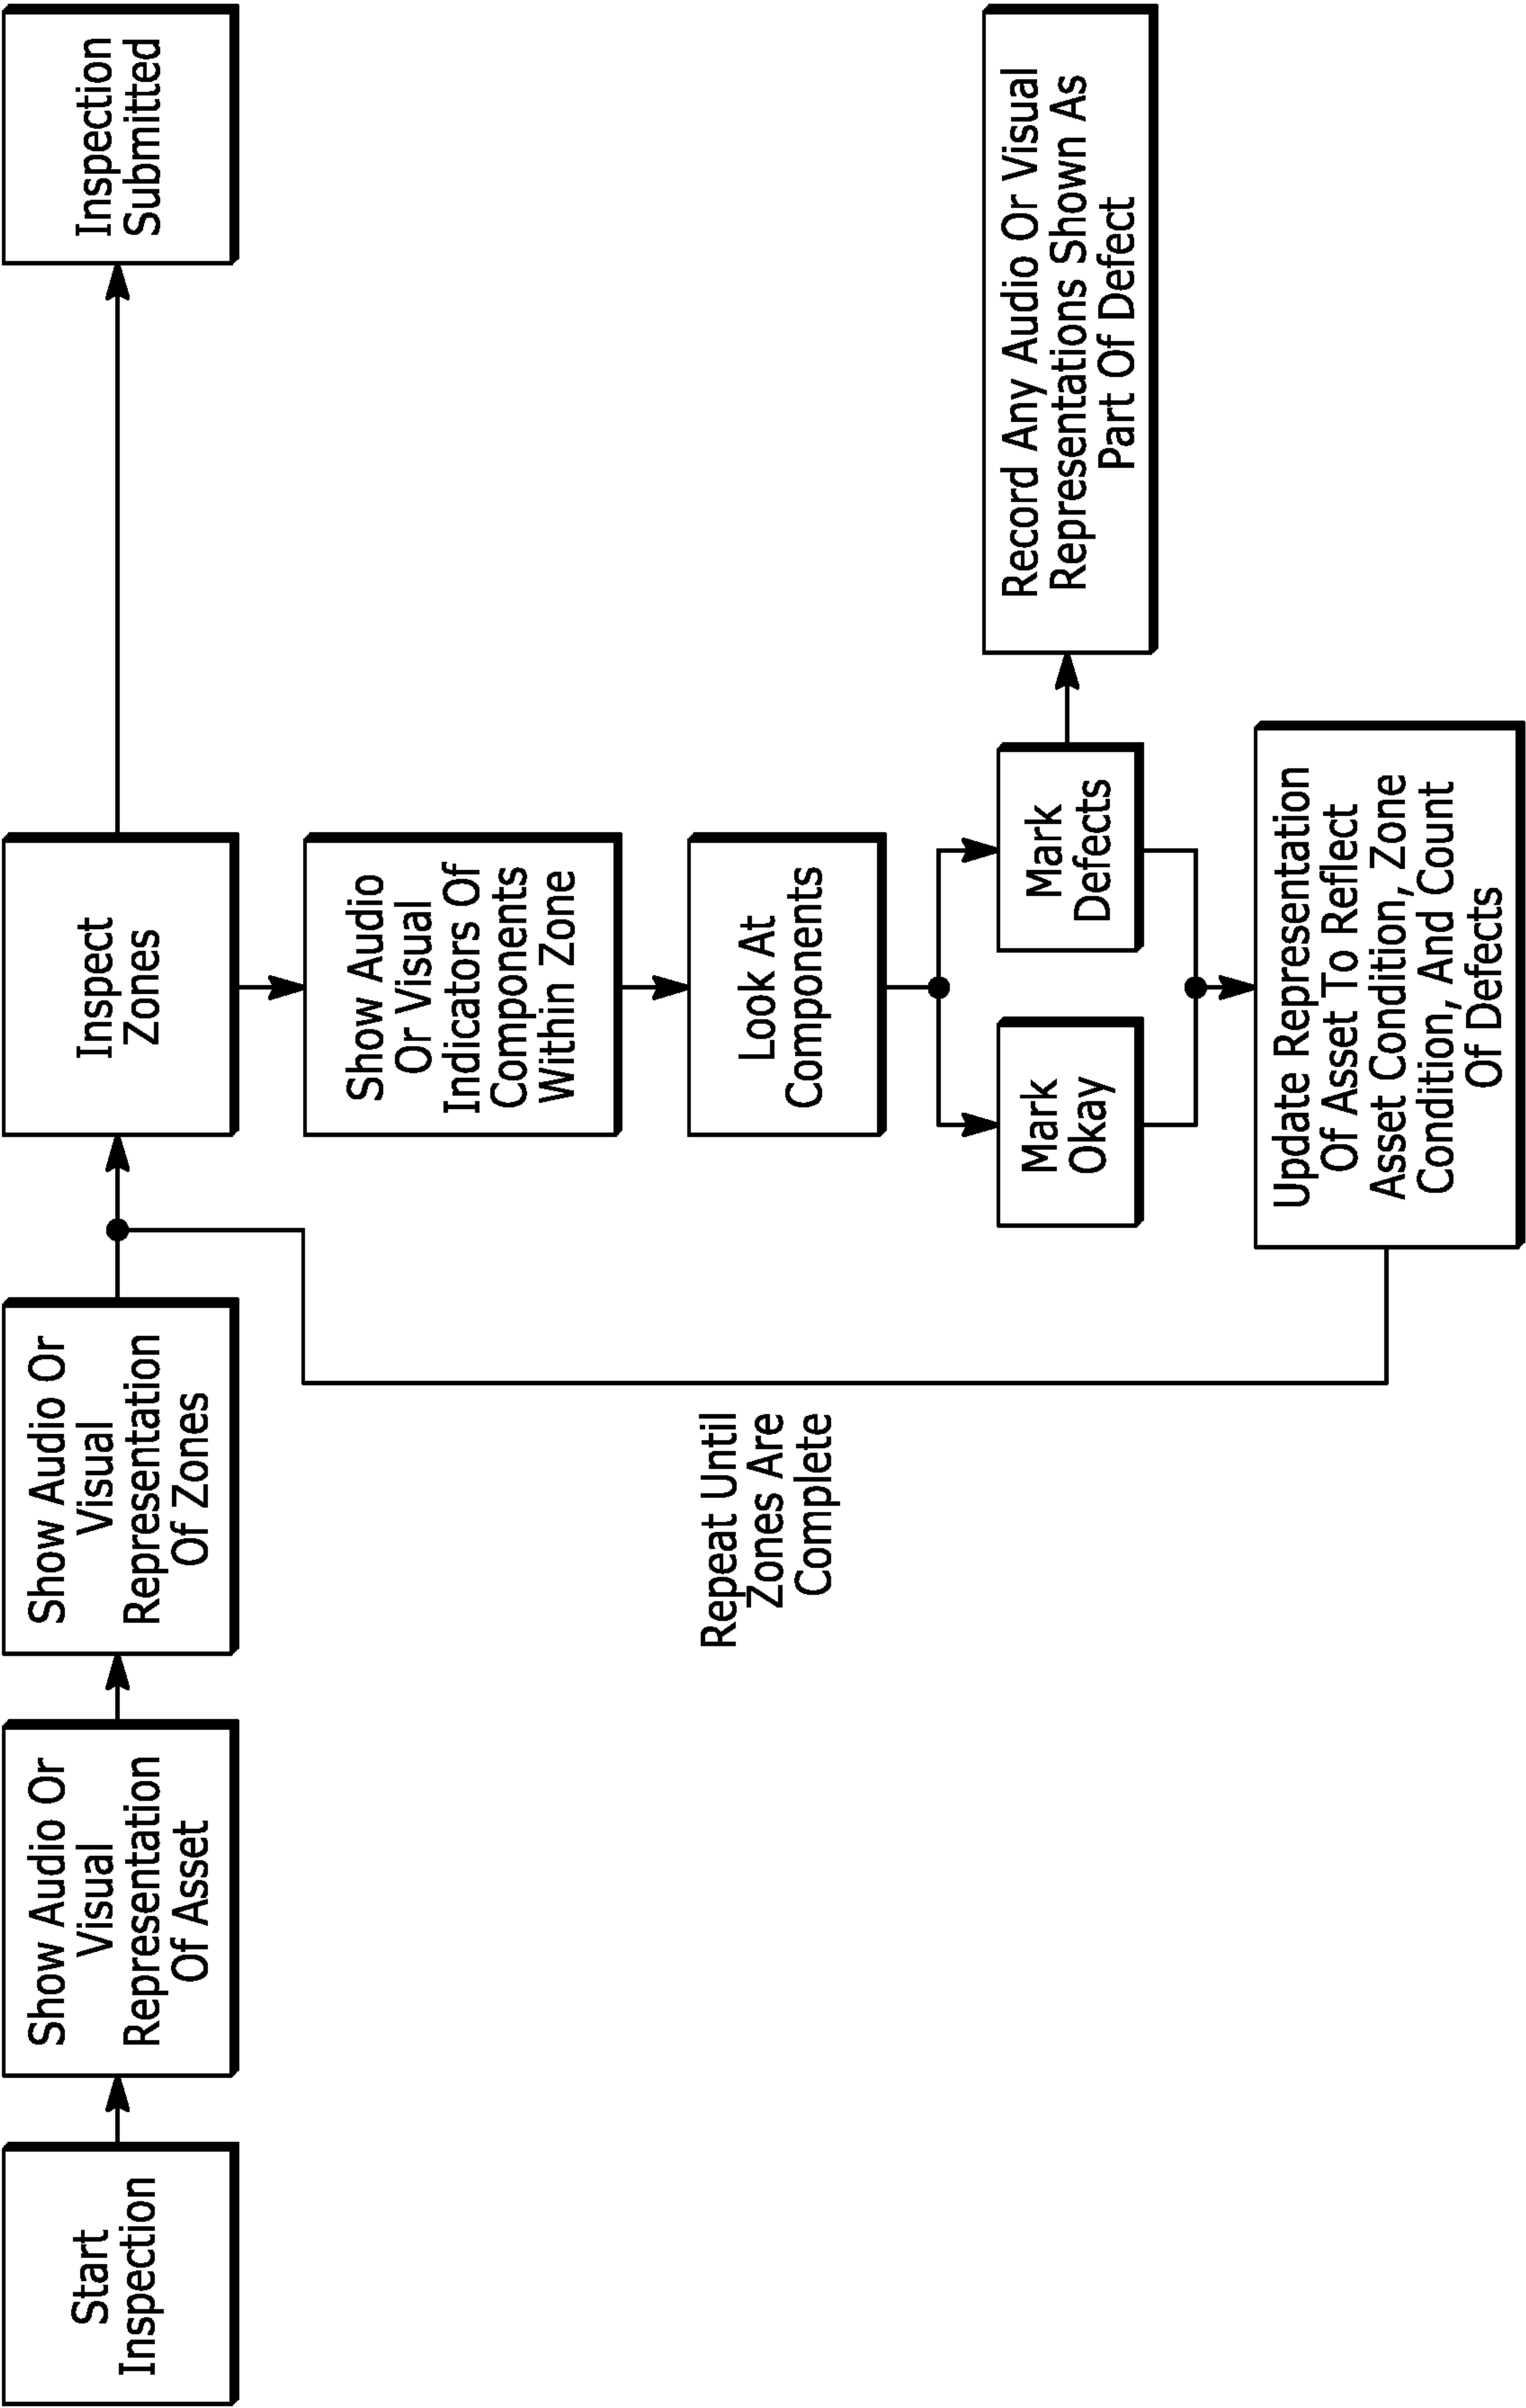 Start
Inspection
Show Audio Or
Visual
Representation
Of Asset
Show Audio Or
Visual
Representation
Of Zones
Inspect
Zones
Inspection
Submitted
Show Audio
Or Visual
Indicators Of
Components
Within Zone
Look At
Components
Mark
Okay
Mark
Defects
Record Any Audio Or Visual
Representations Shown As
Part Of Defect
Update Representation
Of Asset To Reflect
Asset Condition, Zone
Condition, And Count
Of Defects
Repeat Until
Zones Are
Complete